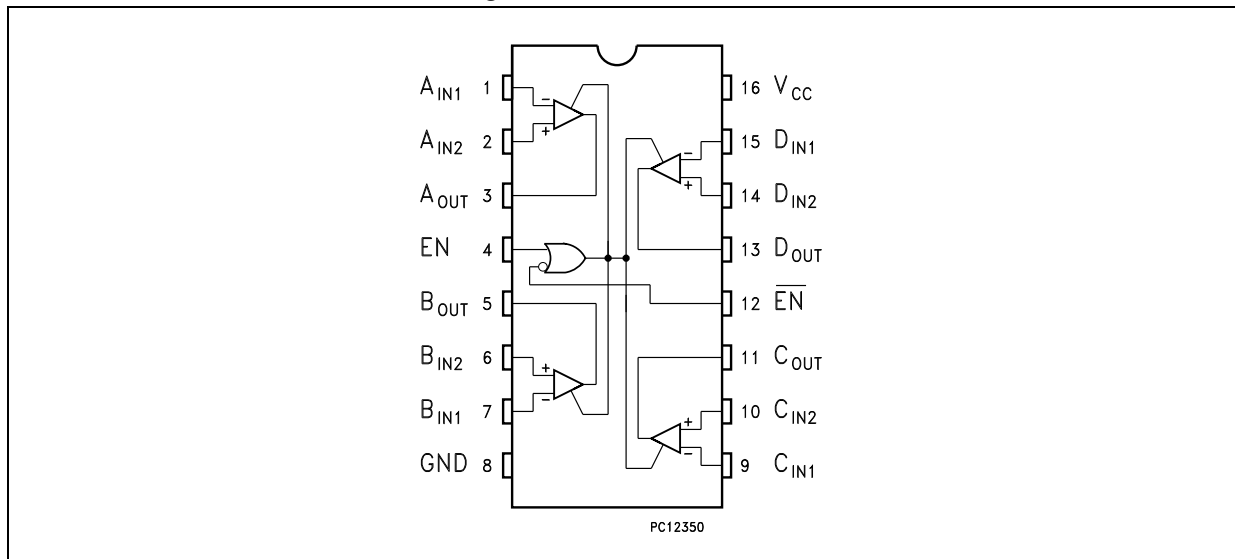 A_IN1 1
A_IN2 2
A_OUT 3
EN 4
B_OUT 5
B_IN2 6
B_IN1 7
GND 8
- +
+ -
16 V_CC
15 D_IN1
14 D_IN2
13 D_OUT
12 E̅N̅
11 C_OUT
10 C_IN2
9 C_IN1
- +
+ -
PC12350